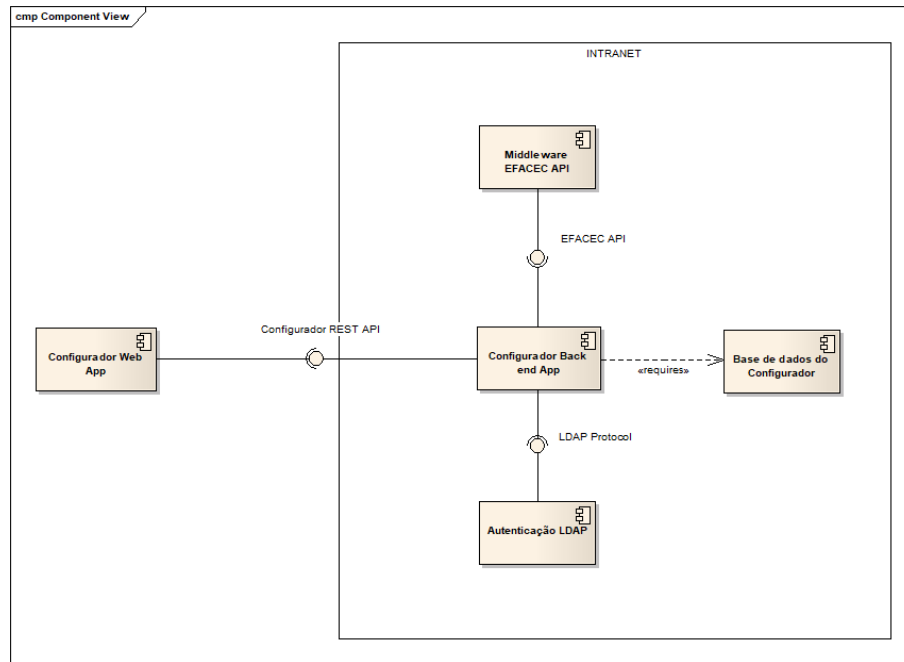 cmp Component View
INTRANET
Middleware
EFACEC API
EFACEC API
Configurador REST API
Configurador Web
App
Configurador Back
end App
«requires»
Base de dados do
Configurador
LDAP Protocol
Autenticação LDAP